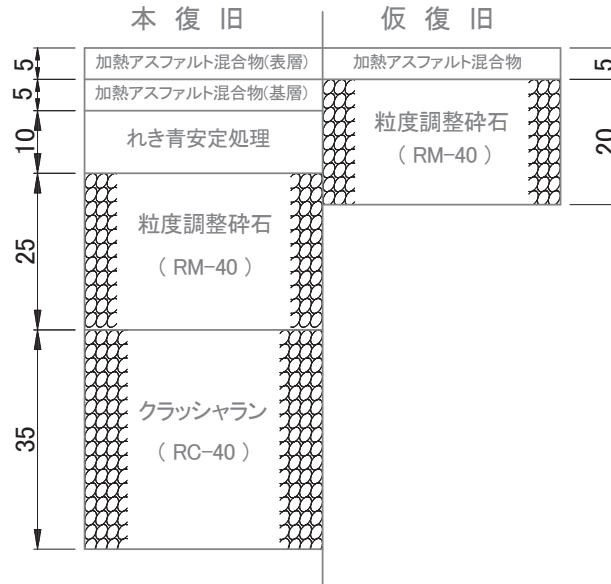 本復旧
仮復旧
5
加熱アスファルト混合物(表層)
加熱アスファルト混合物
5
5
加熱アスファルト混合物(基層)
10
れき青安定処理
粒度調整砕石
( RM-40 )
20
25
粒度調整砕石
( RM-40 )
35
クラッシャラン
( RC-40 )